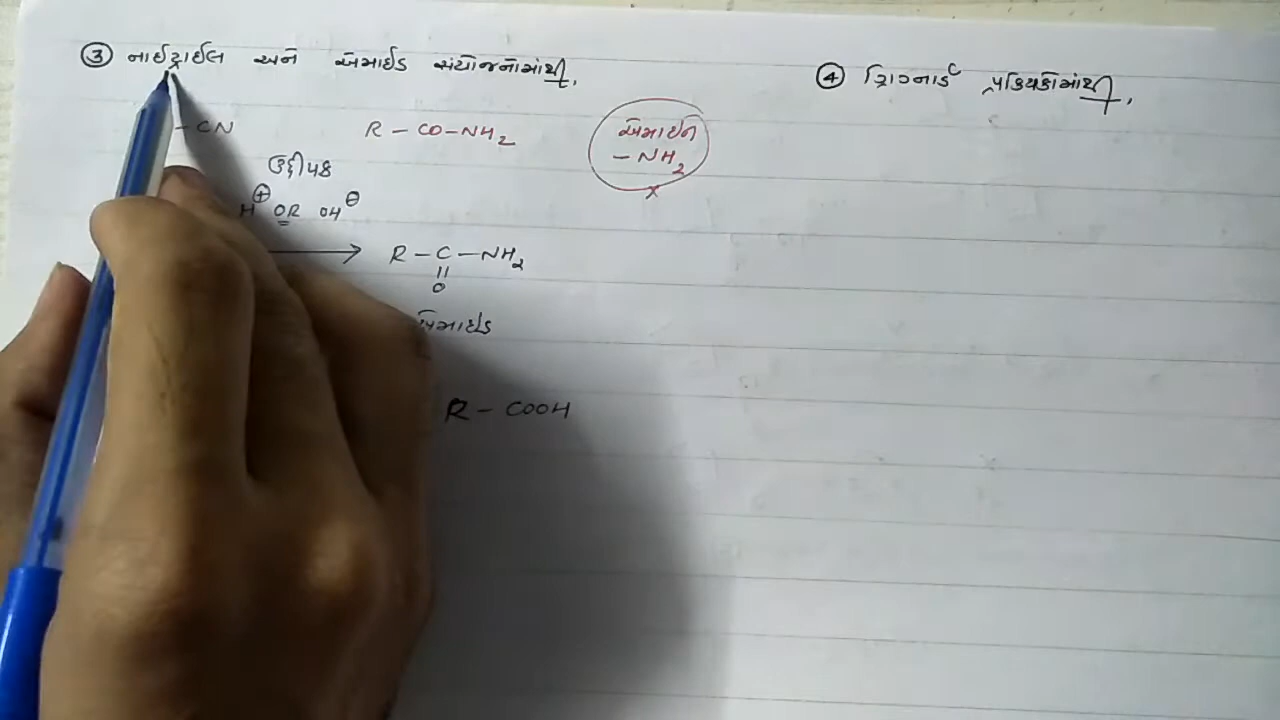 ③ નાઈટ્રાઈલ અને એમાઈડ સંયોજનોમાંથી.
- CN R - CO-NH₂ એમાઈન
- NH₂
x
ઉદ્દીપક
H⊕ OR OH⊖
→ R - C - NH₂
||
O
એમાઈડ
R - COOH
④ ગ્રિગનાર્ડ પ્રક્રિયકોમાંથી.